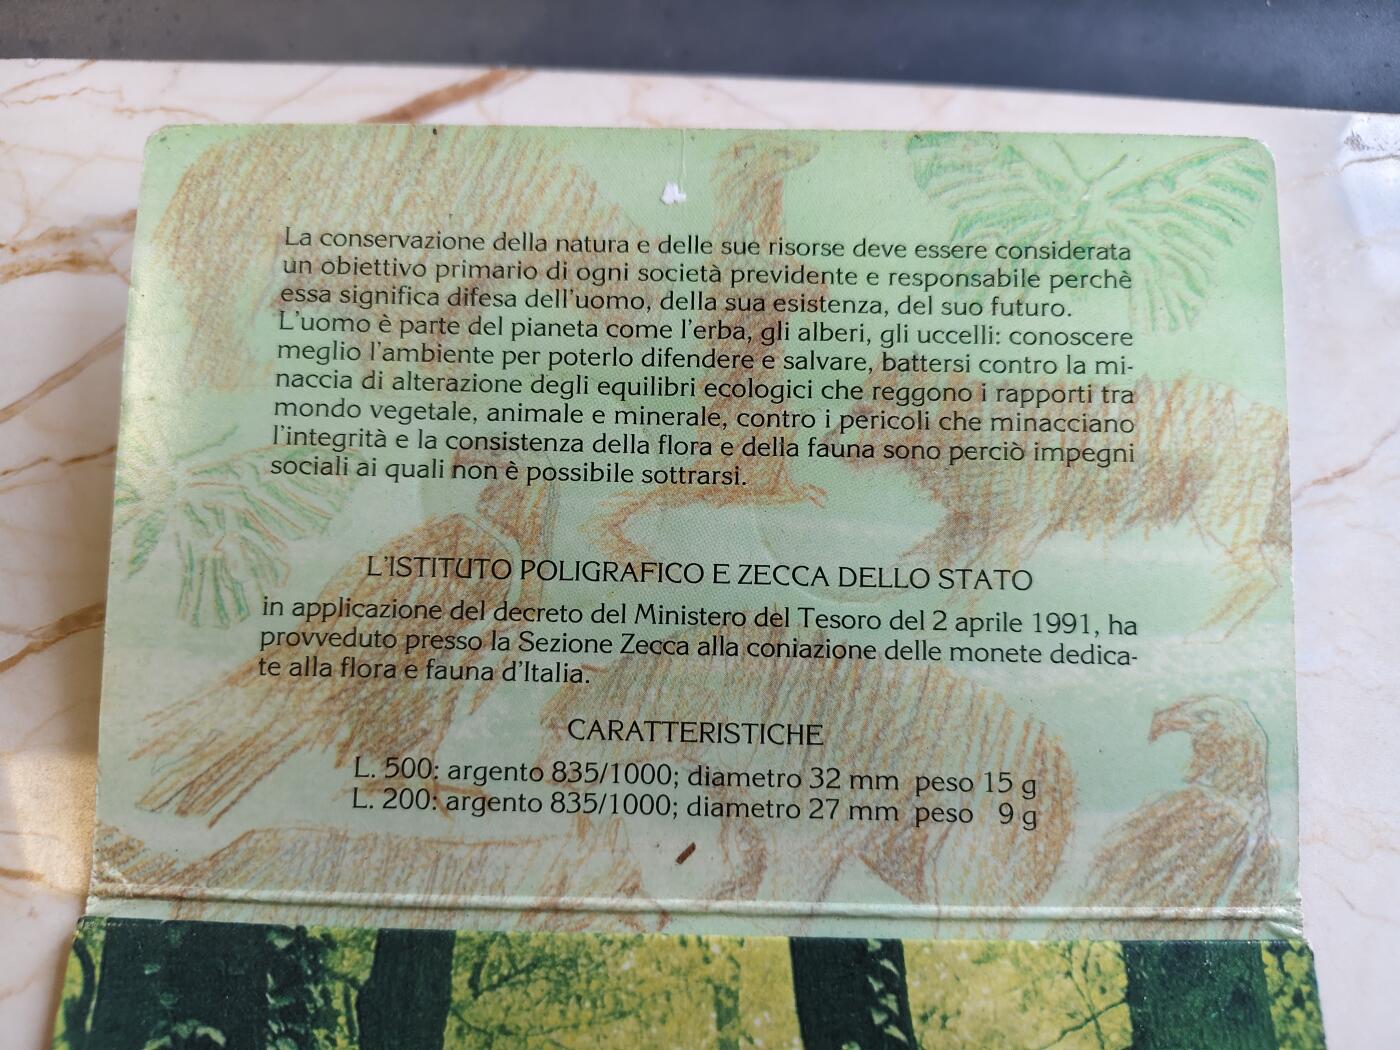 La conservazione della natura e delle sue risorse deve essere considerata
un obiettivo primario di ogni società previdente e responsabile perchè
essa significa difesa dell'uomo, della sua esistenza, del suo futuro.
L'uomo è parte del pianeta come l'erba, gli alberi, gli uccelli: conoscere
meglio l'ambiente per poterlo difendere e salvare, battersi contro la mi-
naccia di alterazione degli equilibri ecologici che reggono i rapporti tra
mondo vegetale, animale e minerale, contro i pericoli che minacciano
l'integrità e la consistenza della flora e della fauna sono perciò impegni
sociali ai quali non è possibile sottrarsi.
L'ISTITUTO POLIGRAFICO E ZECCA DELLO STATO
in applicazione del decreto del Ministero del Tesoro del 2 aprile 1991, ha
provveduto presso la Sezione Zecca alla coniazione delle monete dedica-
te alla flora e fauna d'Italia.
CARATTERISTICHE
L. 500: argento 835/1000; diametro 32 mm peso 15 g
L. 200: argento 835/1000; diametro 27 mm peso 9 g